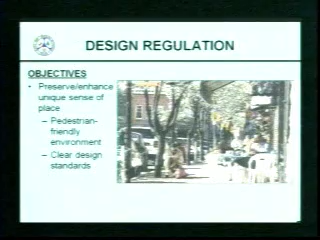 DESIGN REGULATION
OBJECTIVES
• Preserve/enhance
unique sense of
place
– Pedestrian-
friendly
environment
– Clear design
standards